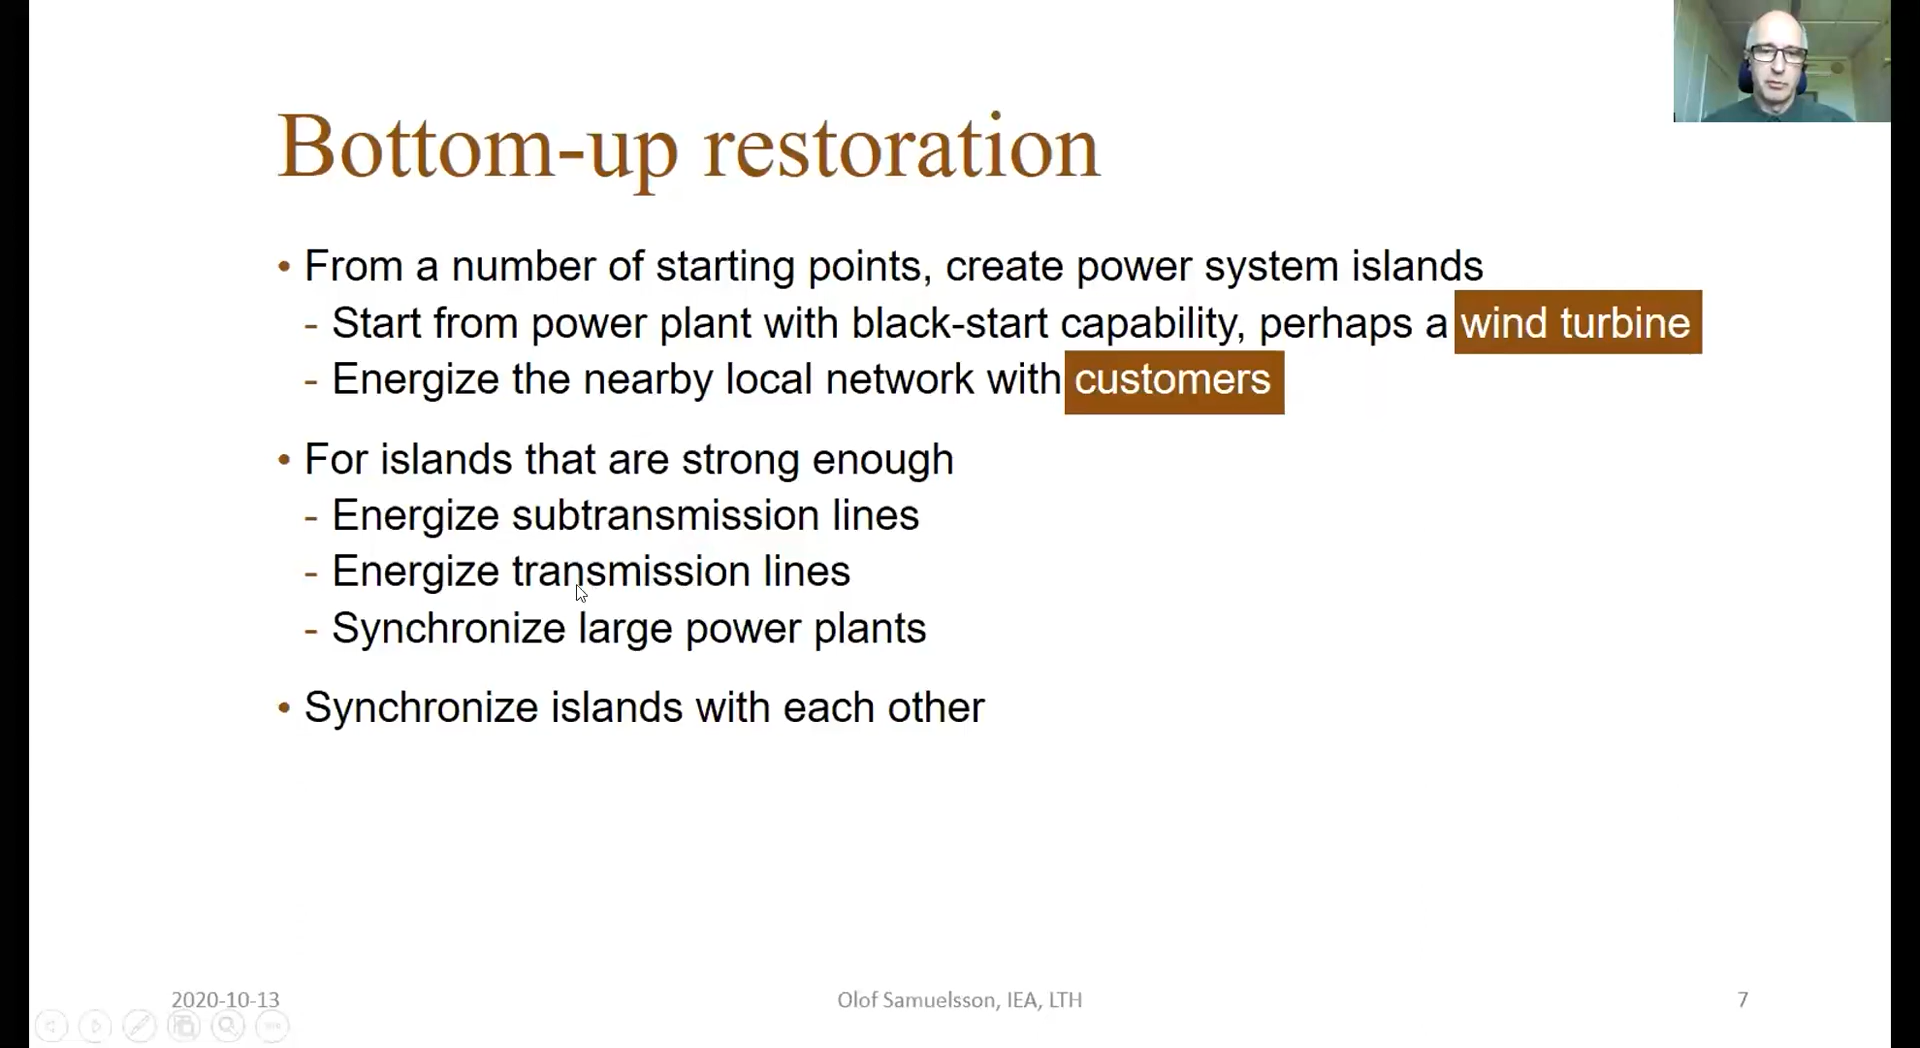 Bottom-up restoration
• From a number of starting points, create power system islands
- Start from power plant with black-start capability, perhaps a wind turbine
- Energize the nearby local network with customers
• For islands that are strong enough
- Energize subtransmission lines
- Energize transmission lines
- Synchronize large power plants
• Synchronize islands with each other
2020-10-13
Olof Samuelsson, IEA, LTH
7